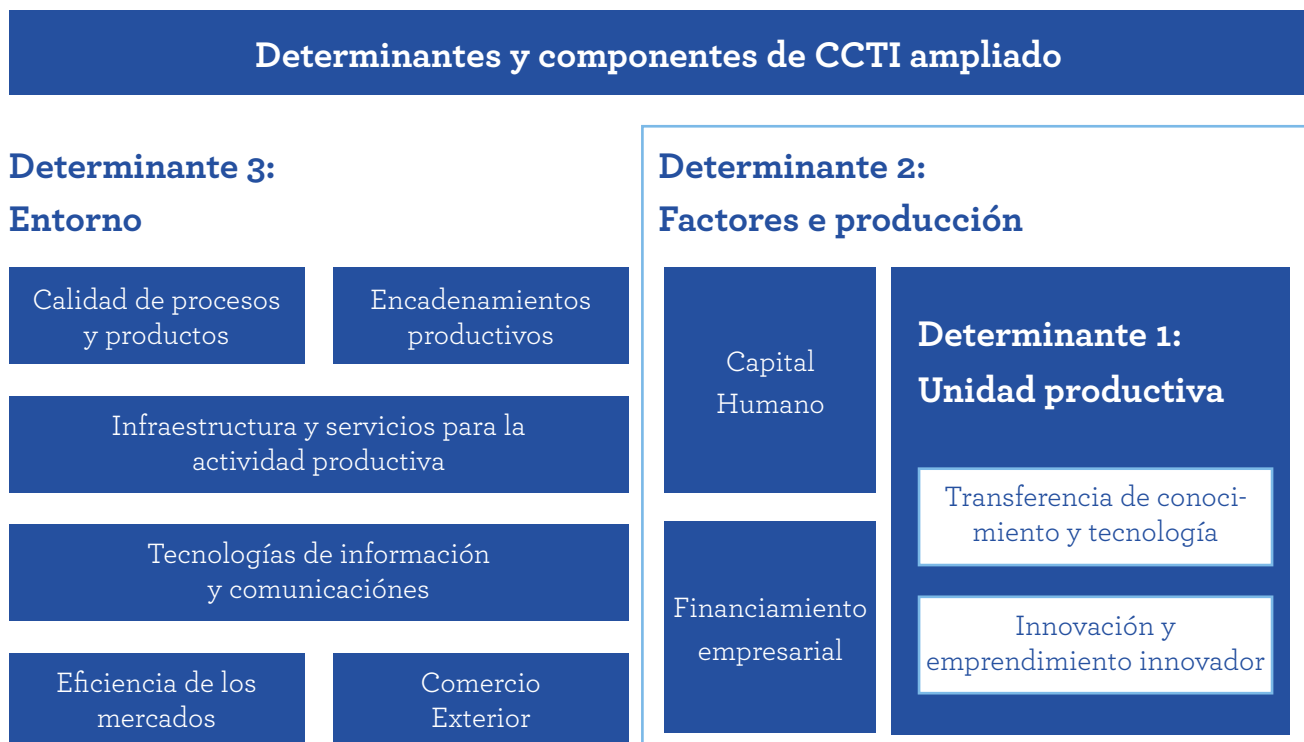 Determinantes y componentes de CCTI ampliado
Determinante 3:
Entorno
Calidad de procesos
y productos
Encadenamientos
productivos
Infraestructura y servicios para la
actividad productiva
Tecnologías de información
y comunicaciónes
Eficiencia de los
mercados
Comercio
Exterior
Determinante 2:
Factores e producción
Capital
Humano
Financiamiento
empresarial
Determinante 1:
Unidad productiva
Transferencia de conoci-
miento y tecnología
Innovación y
emprendimiento innovador